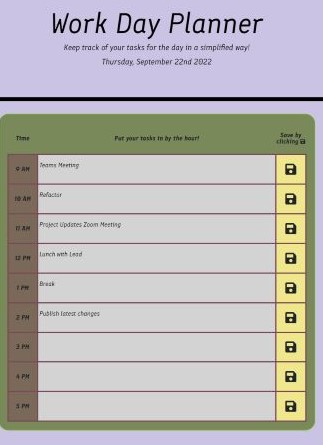 Work Day Planner
Keep track of your tasks for the day in a simplified way!
Thursday, September 22nd 2022
Time
Put your tasks in by the hour!
Save by
clicking
9 AM
Teams Meeting
10 AM
Refactor
11 AM
Project Updates Zoom Meeting
12 PM
Lunch with Lead
1 PM
Break
2 PM
Publish latest changes
3 PM
4 PM
5 PM